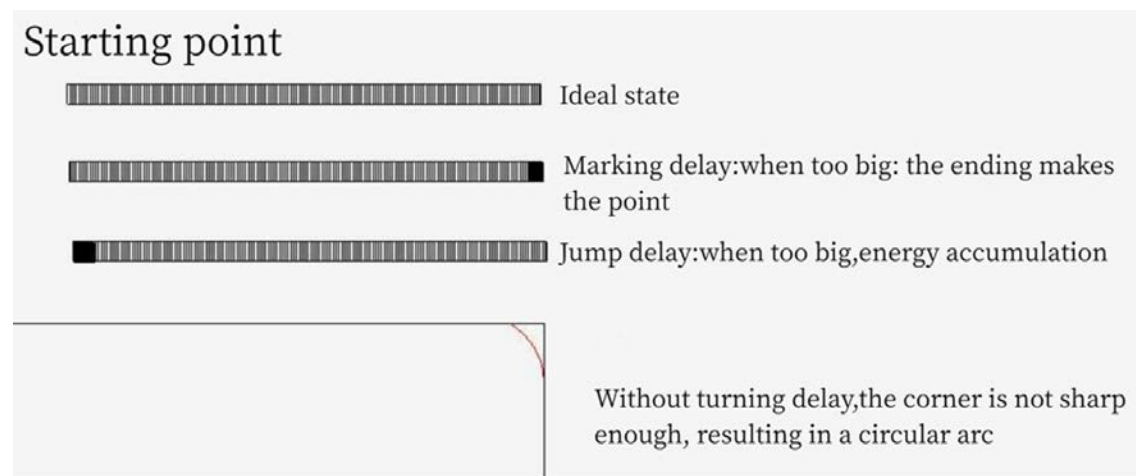 Starting point
Ideal state
Marking delay:when too big: the ending makes
the point
Jump delay:when too big,energy accumulation
Without turning delay,the corner is not sharp
enough, resulting in a circular arc